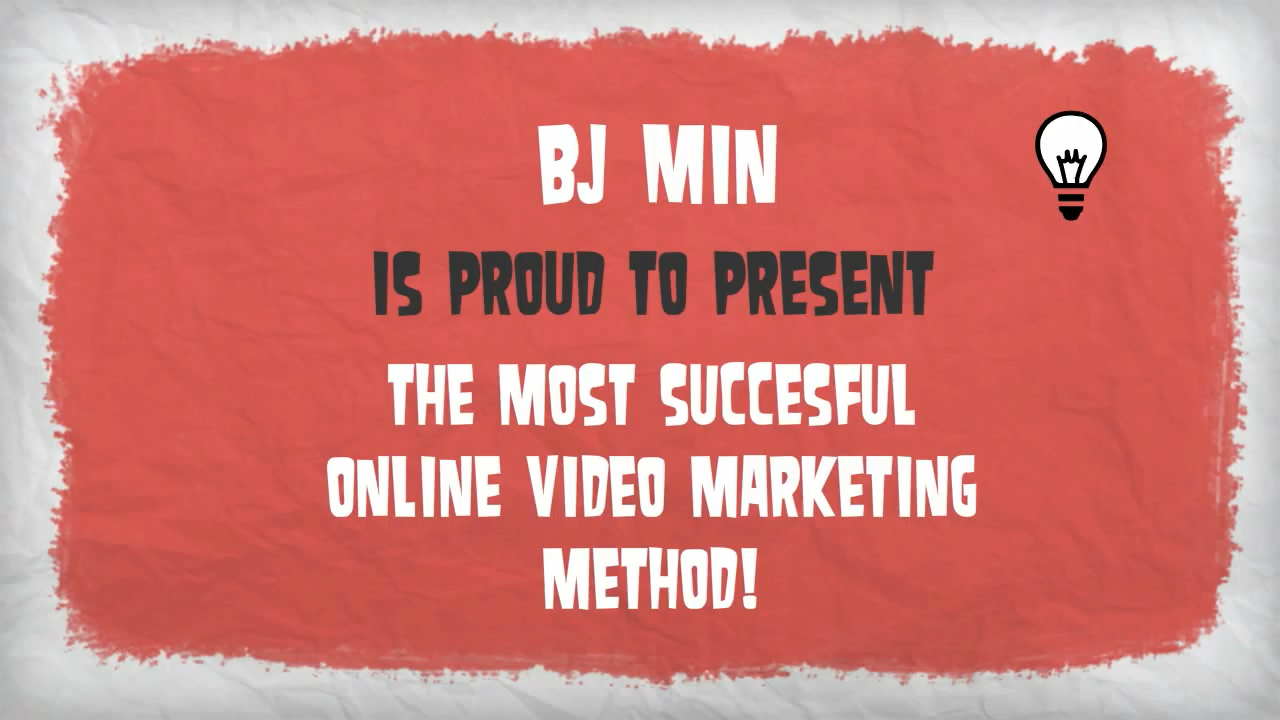 BJ MIN
IS PROUD TO PRESENT
THE MOST SUCCESFUL
ONLINE VIDEO MARKETING
METHOD!